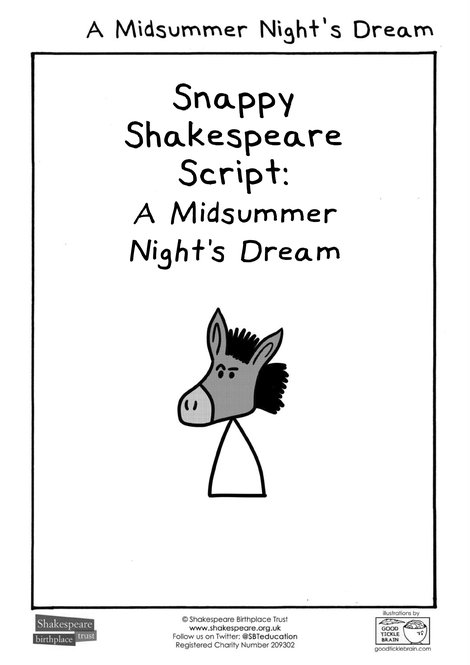 A Midsummer Night's Dream
Snappy
Shakespeare
Script:
A Midsummer
Night's Dream
Shakespeare
birthplace trust
© Shakespeare Birthplace Trust
www.shakespeare.org.uk
Follow us on Twitter: @SBTeducation
Registered Charity Number 209302
illustrations by
GOOD
TICKLE
BRAIN
goodticklebrain.com